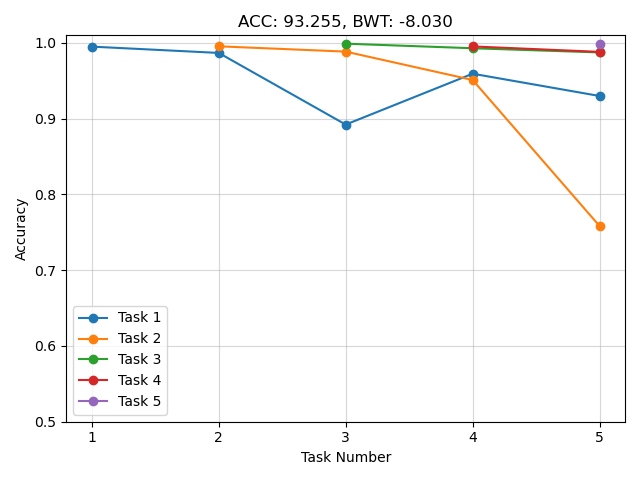 ACC: 93.255, BWT: -8.030
1.0
0.9
0.8
0.7
0.6
0.5
Accuracy
Task 1
Task 2
Task 3
Task 4
Task 5
1 2 3 4 5
Task Number